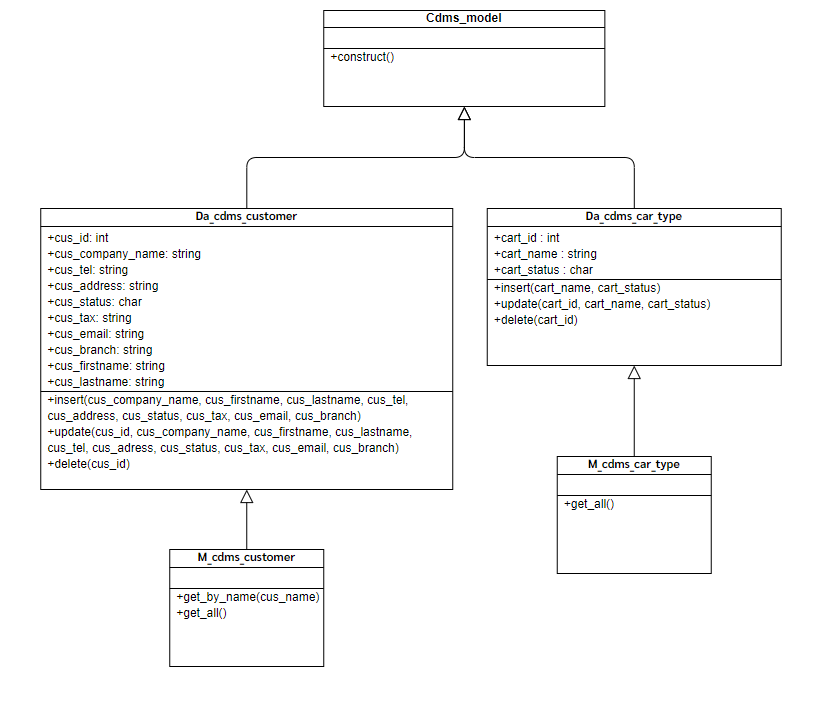 Cdms_model
+construct()
Da_cdms_customer
+cus_id: int
+cus_company_name: string
+cus_tel: string
+cus_address: string
+cus_status: char
+cus_tax: string
+cus_email: string
+cus_branch: string
+cus_firstname: string
+cus_lastname: string
+insert(cus_company_name, cus_firstname, cus_lastname, cus_tel,
cus_address, cus_status, cus_tax, cus_email, cus_branch)
+update(cus_id, cus_company_name, cus_firstname, cus_lastname,
cus_tel, cus_adress, cus_status, cus_tax, cus_email, cus_branch)
+delete(cus_id)
Da_cdms_car_type
+cart_id : int
+cart_name : string
+cart_status : char
+insert(cart_name, cart_status)
+update(cart_id, cart_name, cart_status)
+delete(cart_id)
M_cdms_customer
+get_by_name(cus_name)
+get_all()
M_cdms_car_type
+get_all()